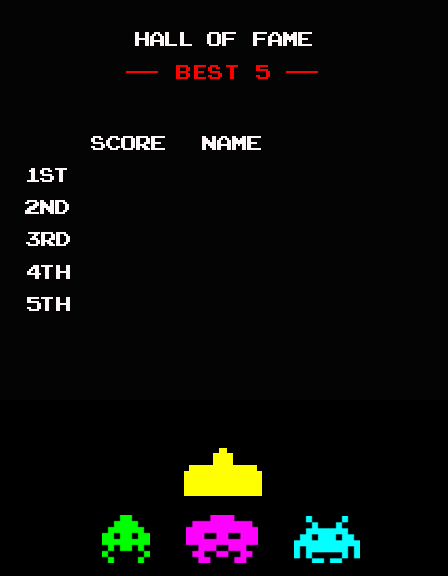 HALL OF FAME
— BEST 5 —
SCORE NAME
1ST
2ND
3RD
4TH
5TH